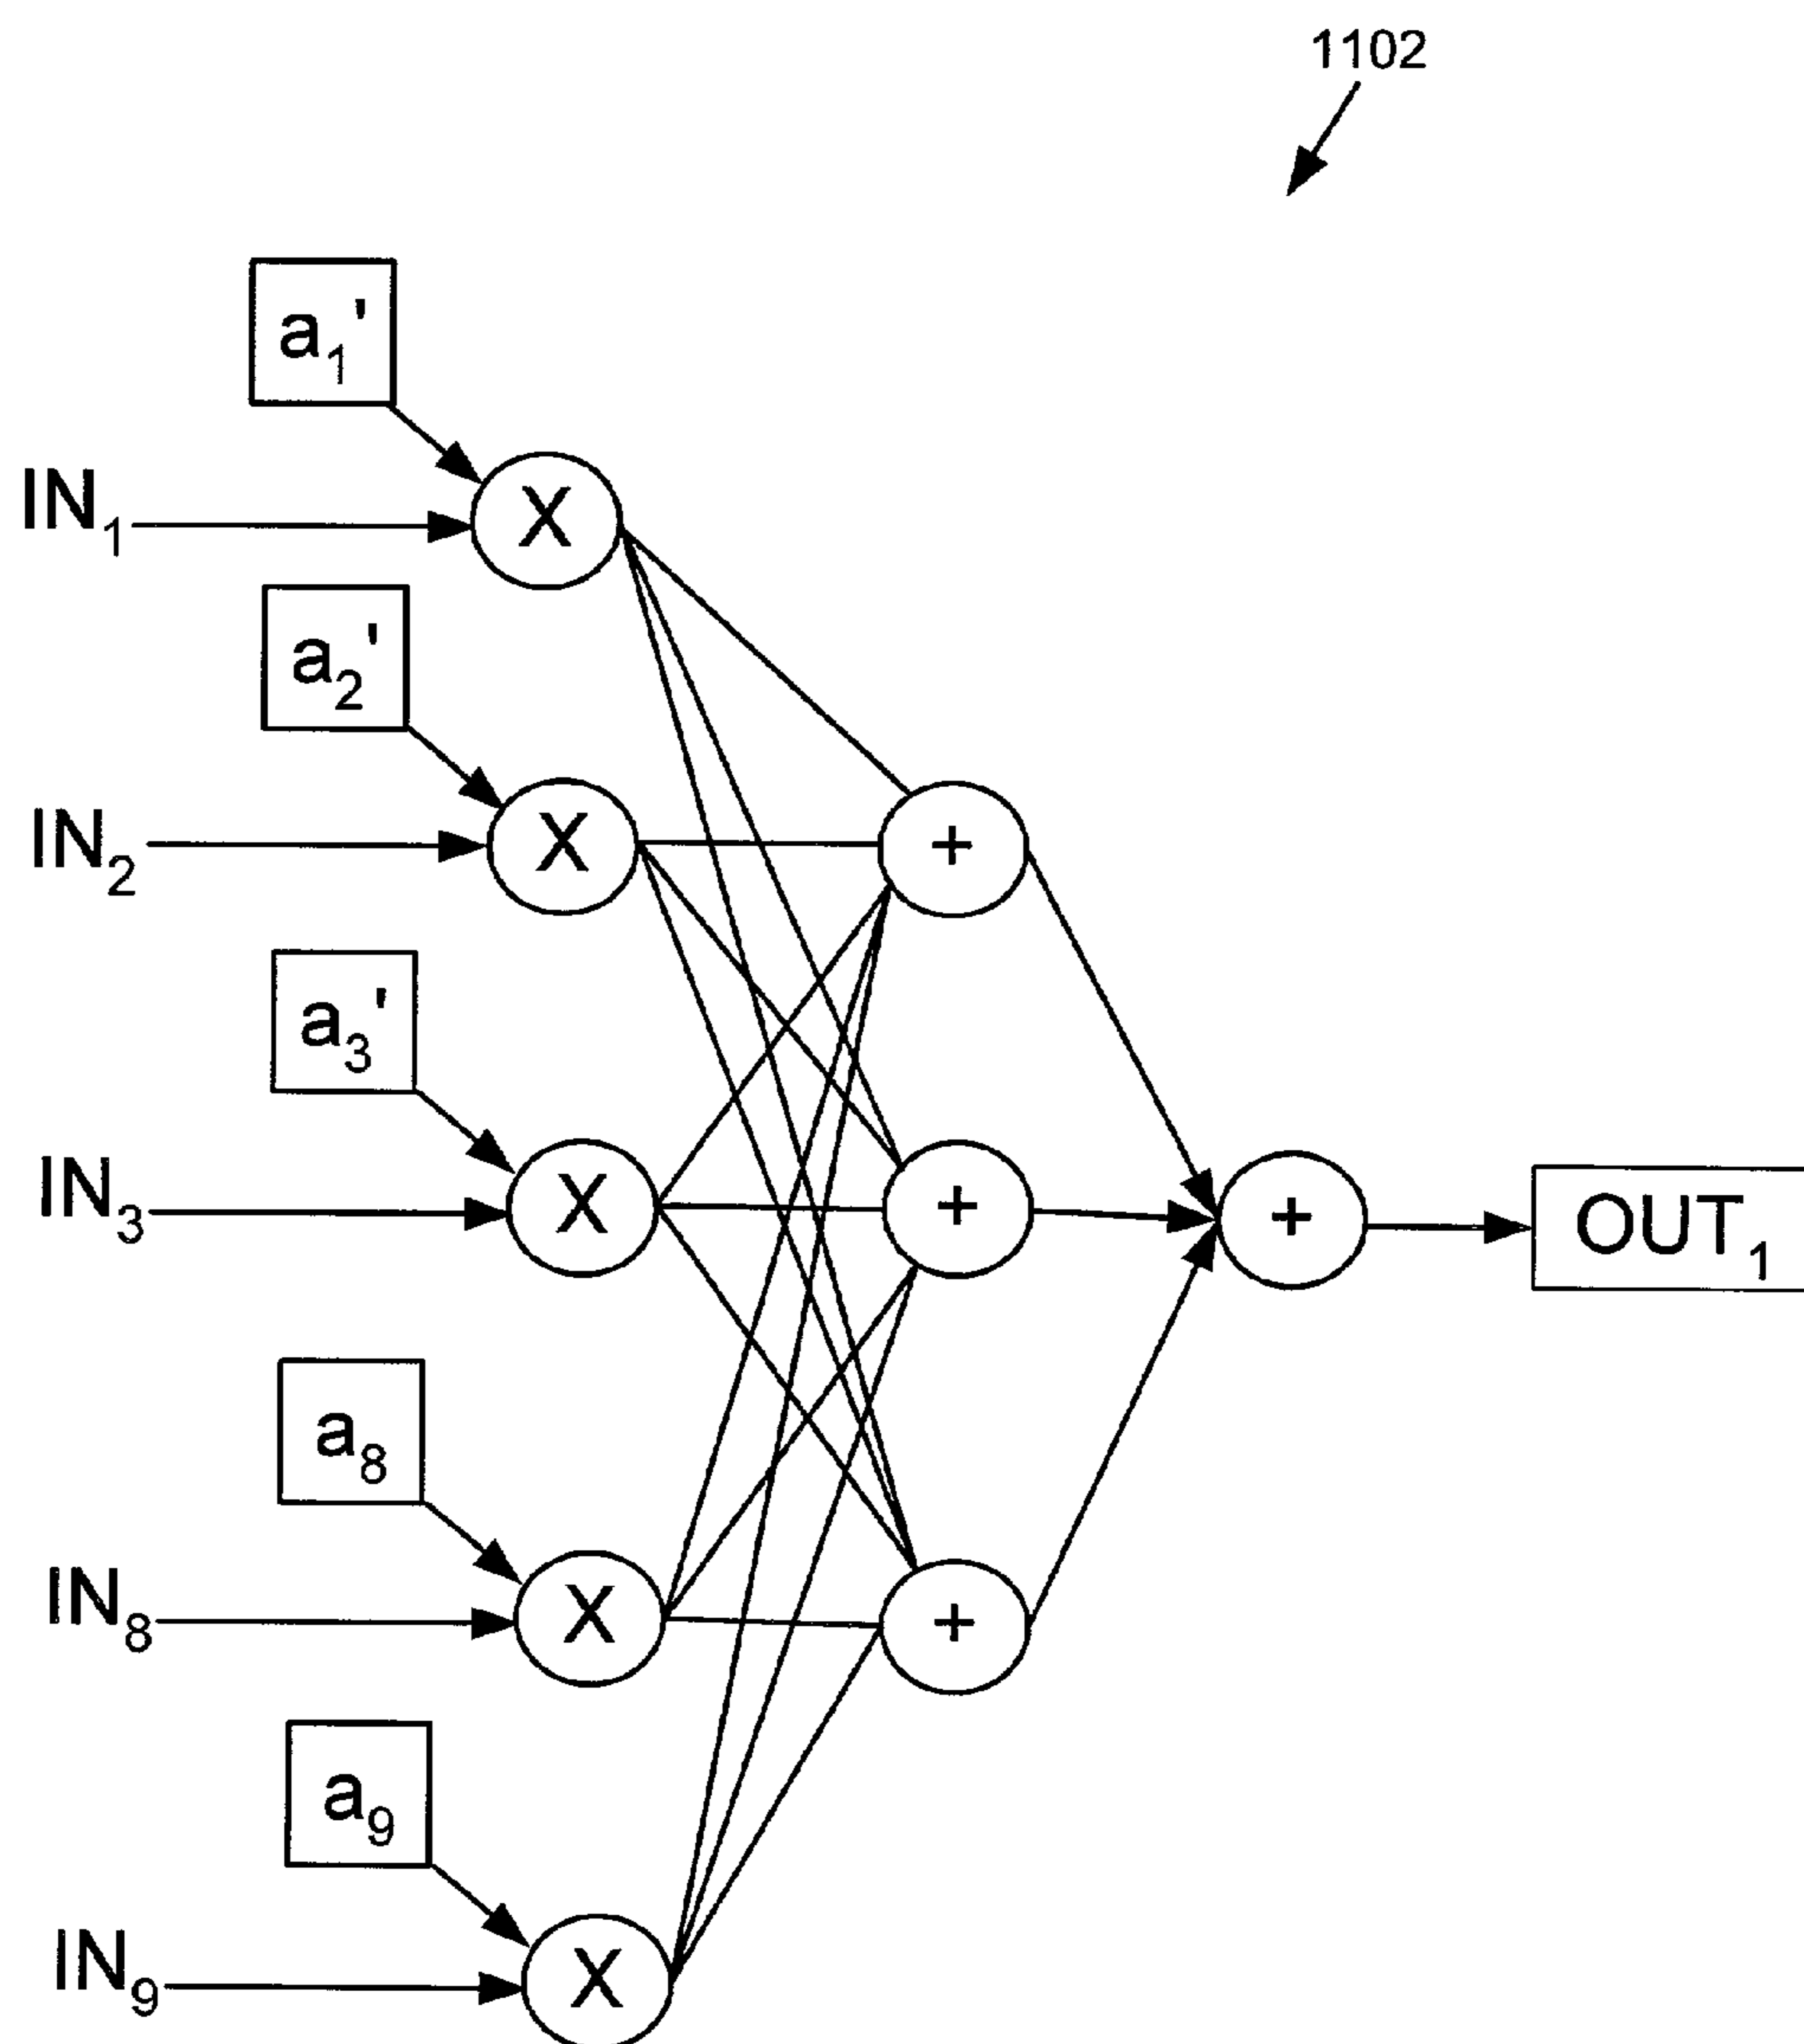 1102
a1'
IN1
X
a2'
IN2
X
+
a3'
IN3
X
+
+
OUT1
a8
IN8
X
+
a9
IN9
X